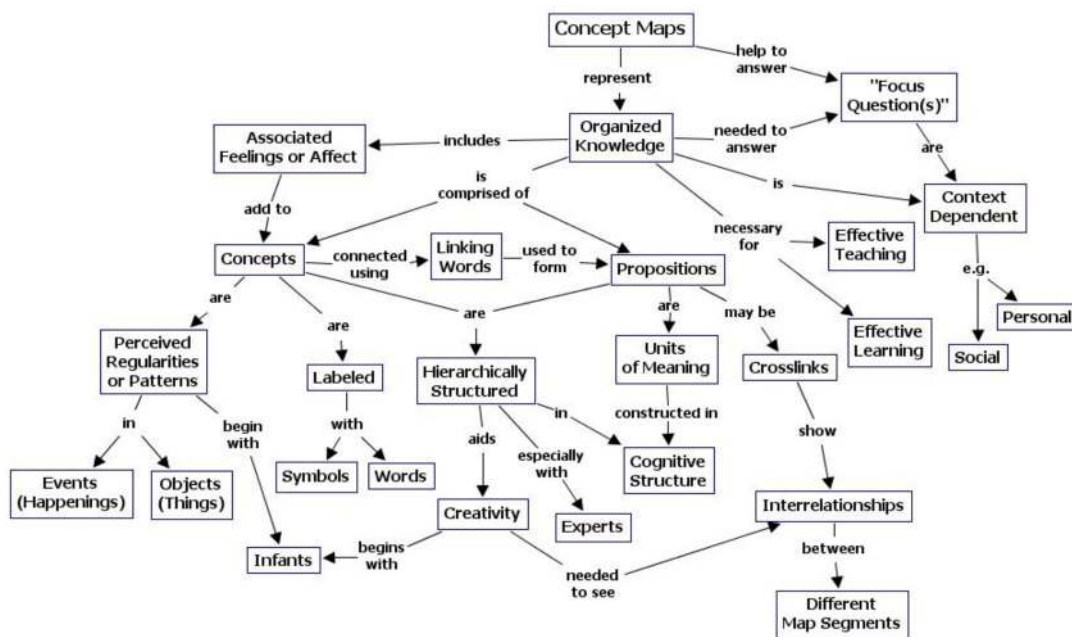 Concept Maps
help to
answer
represent
"Focus
Question(s)"
Organized
Knowledge
needed to
answer
Associated
Feelings or Affect
includes
are
is
is
comprised of
Context
Dependent
add to
necessary
for
Effective
Teaching
Concepts
connected
using
Linking
Words
used to
form
Propositions
e.g.
Personal
are
are
are
are
may be
Perceived
Regularities
or Patterns
Labeled
Hierarchically
Structured
Units
of Meaning
Crosslinks
Effective
Learning
Social
in
begin
with
with
aids
in
constructed in
show
especially
with
Events
(Happenings)
Objects
(Things)
Symbols
Words
Cognitive
Structure
Creativity
Experts
Interrelationships
Infants
begins
with
needed
to see
between
Different
Map Segments